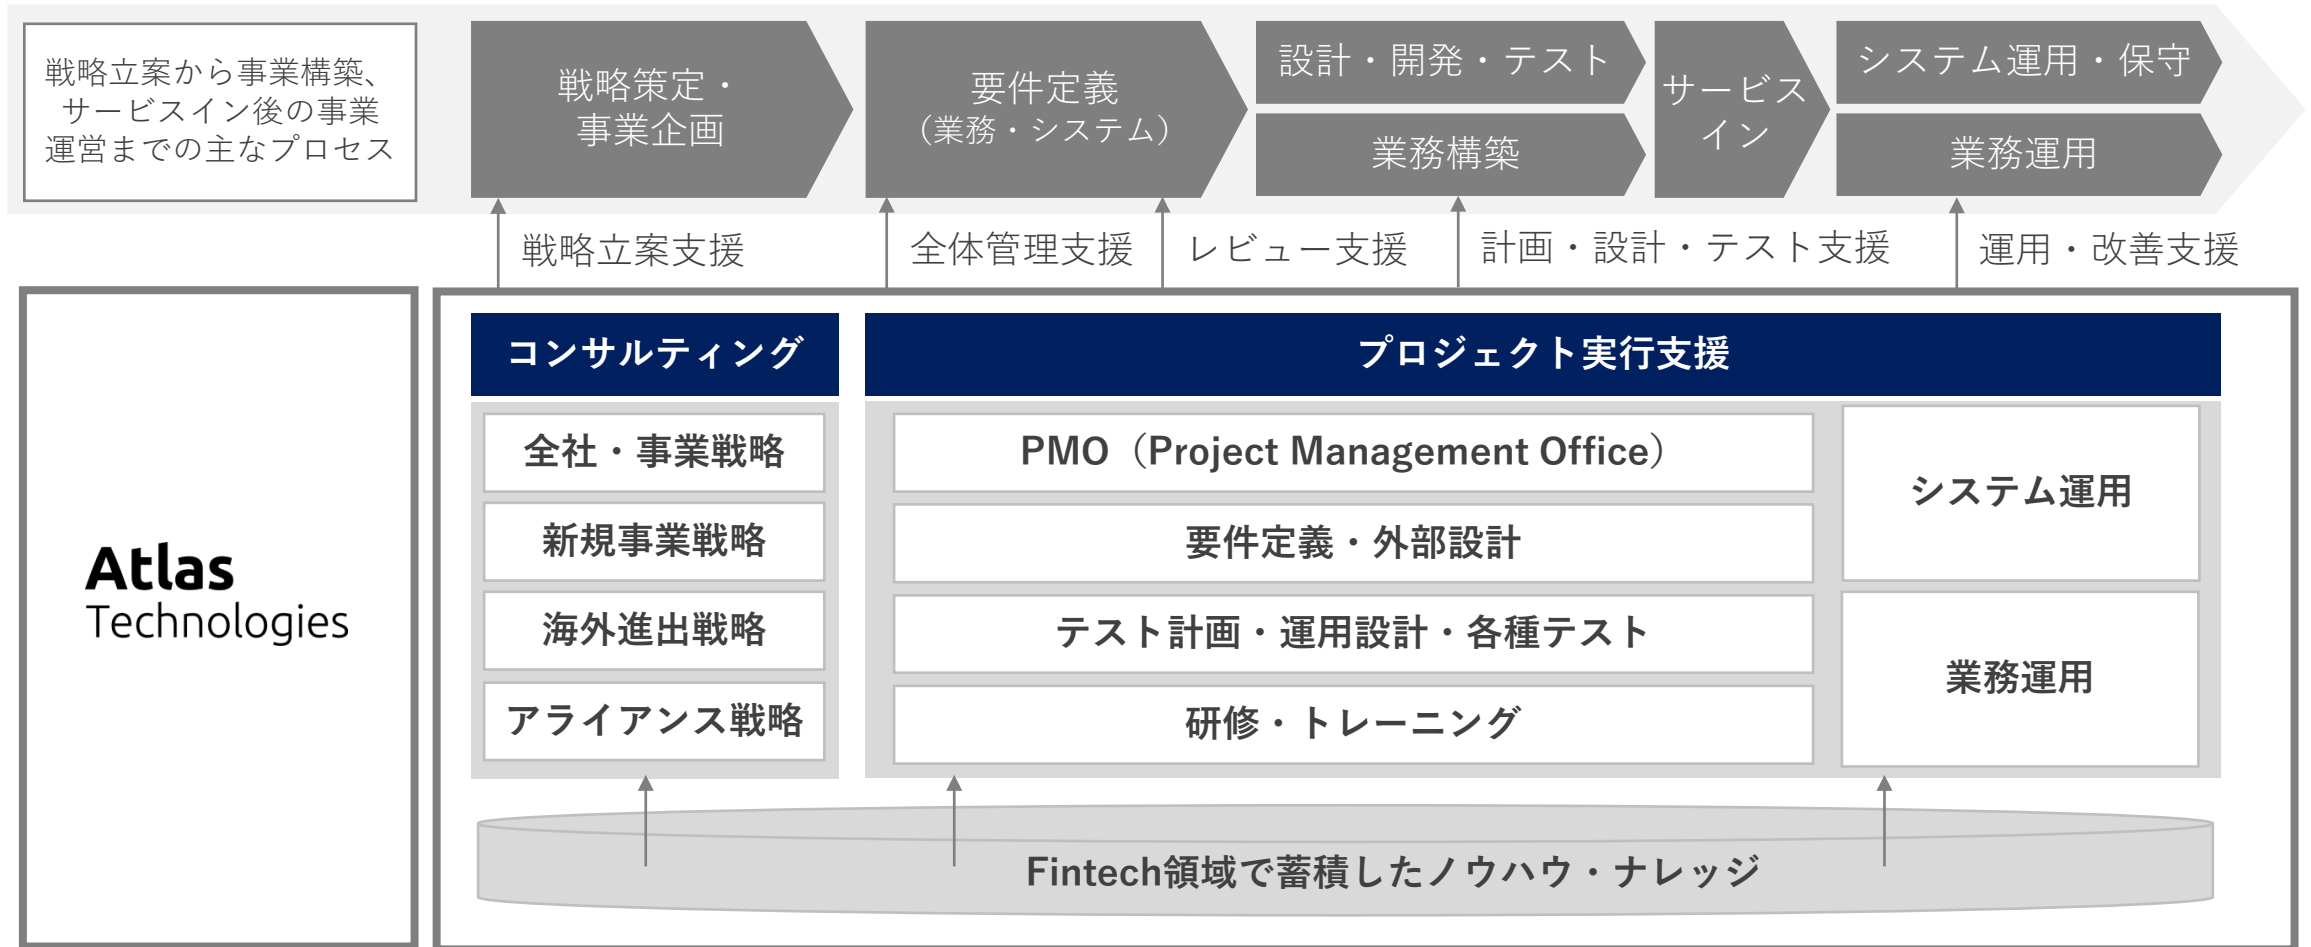 戦略立案から事業構築、
サービスイン後の事業
運営までの主なプロセス
戦略策定・
事業企画
要件定義
（業務・システム）
設計・開発・テスト
業務構築
サービス
イン
システム運用・保守
業務運用
戦略立案支援
全体管理支援
レビュー支援
計画・設計・テスト支援
運用・改善支援
Atlas
Technologies
コンサルティング
全社・事業戦略
新規事業戦略
海外進出戦略
アライアンス戦略
プロジェクト実行支援
PMO（Project Management Office）
要件定義・外部設計
テスト計画・運用設計・各種テスト
研修・トレーニング
システム運用
業務運用
Fintech領域で蓄積したノウハウ・ナレッジ